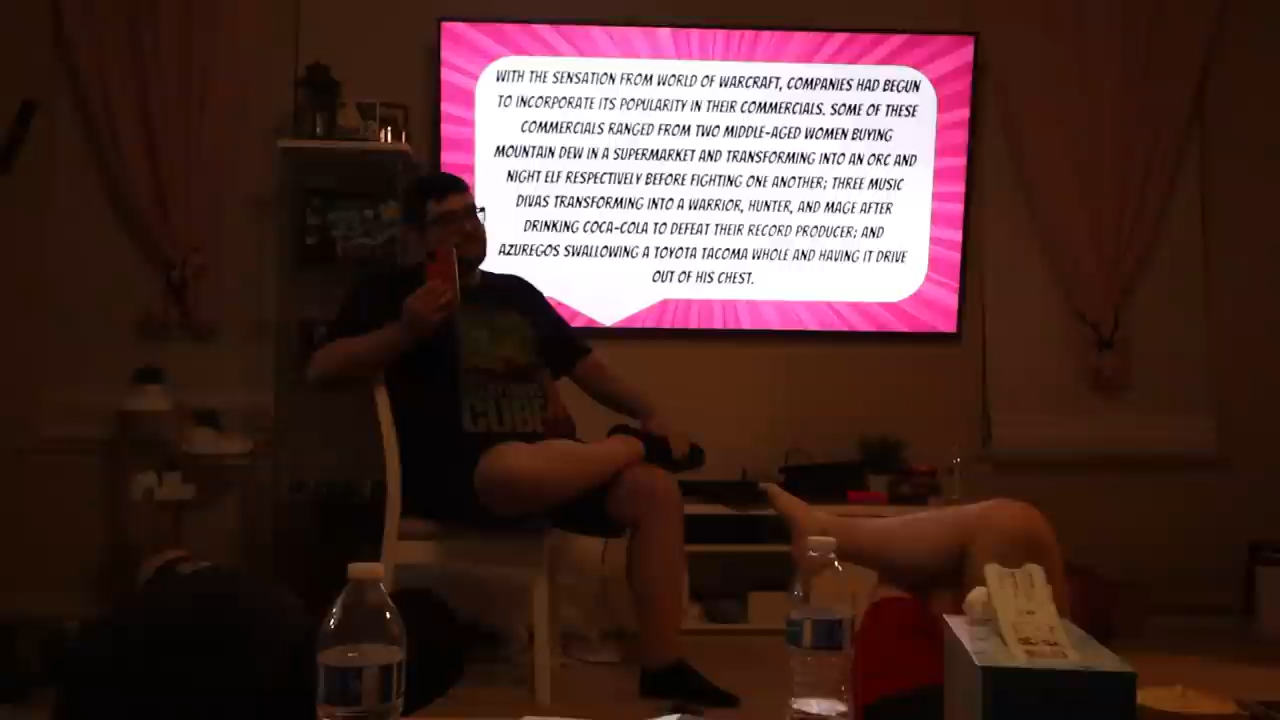 WITH THE SENSATION FROM WORLD OF WARCRAFT, COMPANIES HAD BEGUN
TO INCORPORATE ITS POPULARITY IN THEIR COMMERCIALS. SOME OF THESE
COMMERCIALS RANGED FROM TWO MIDDLE-AGED WOMEN BUYING
MOUNTAIN DEW IN A SUPERMARKET AND TRANSFORMING INTO AN ORC AND
NIGHT ELF RESPECTIVELY BEFORE FIGHTING ONE ANOTHER; THREE MUSIC
DIVAS TRANSFORMING INTO A WARRIOR, HUNTER, AND MAGE AFTER
DRINKING COCA-COLA TO DEFEAT THEIR RECORD PRODUCER; AND
AZUREGOS SWALLOWING A TOYOTA TACOMA WHOLE AND HAVING IT DRIVE
OUT OF HIS CHEST.
CUBE